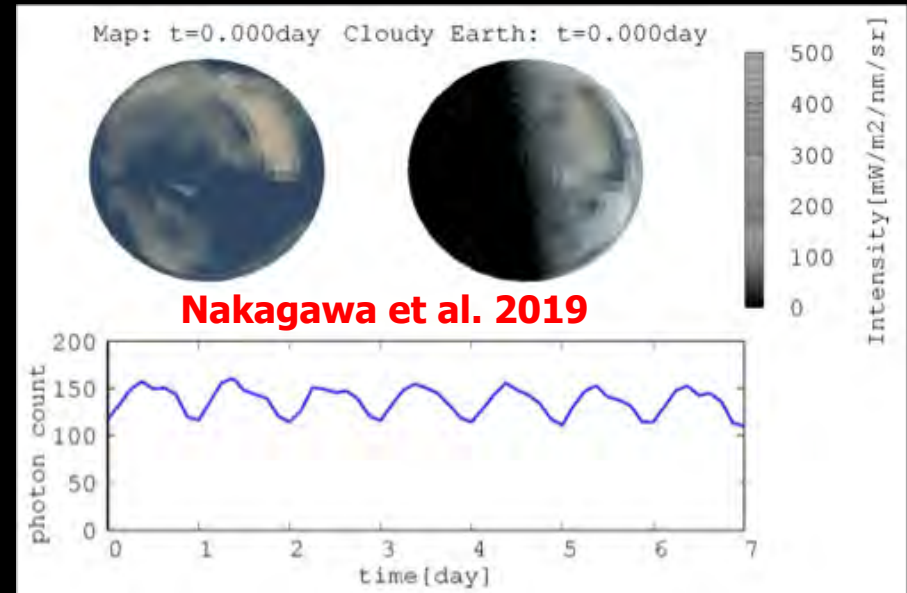 Map: t=0.000day Cloudy Earth: t=0.000day
500
400
300
200
100
0
Intensity[mW/m2/nm/sr]
Nakagawa et al. 2019
200
150
100
50
0
photon count
0 1 2 3 4 5 6 7
time[day]